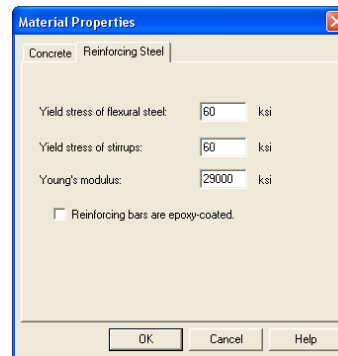 Material Properties
Concrete Reinforcing Steel
Yield stress of flexural steel: 60 ksi
Yield stress of stirrups: 60 ksi
Young's modulus: 29000 ksi
Reinforcing bars are epoxy-coated.
OK Cancel Help